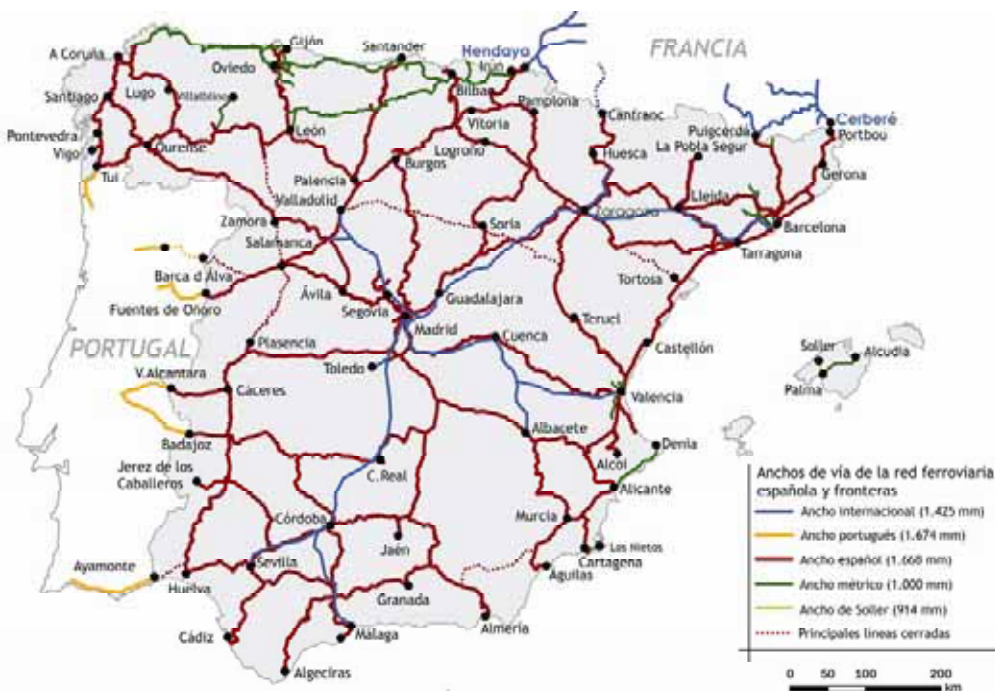 A Coruña
Gijón
Santander
Hendaya
Irún
FRANCIA
Oviedo
Bilbao
Santiago
Lugo
Villablino
Pamplona
Canfranc
Cerberé
Portbou
Puigcerdá
La Pobla Segur
Pontevedra
Vigo
Ourense
León
Vitoria
Logroño
Burgos
Huesca
Gerona
Tui
Palencia
Valladolid
Lleida
Zamora
Soria
Zaragoza
Barcelona
Salamanca
Tarragona
Barca d Álva
Tortosa
Fuentes de Oñoro
Ávila
Segovia
Guadalajara
Madrid
Teruel
Cuenca
PORTUGAL
Plasencia
Castellón
Soller
Alcudia
V.Alcantara
Toledo
Palma
Cáceres
Valencia
Badajoz
Albacete
Denia
Jerez de los
Caballeros
C.Real
Alcoi
Alicante
Córdoba
Murcia
Jaén
Los Nietos
Cartagena
Ayamonte
Sevilla
Aguilas
Huelva
Granada
Cádiz
Málaga
Almería
Algeciras
Anchos de vía de la red ferroviaria
española y fronteras
Ancho internacional (1.425 mm)
Ancho portugués (1.674 mm)
Ancho español (1.668 mm)
Ancho métrico (1.000 mm)
Ancho de Soller (914 mm)
Principales lineas cerradas
0 50 100 200
km